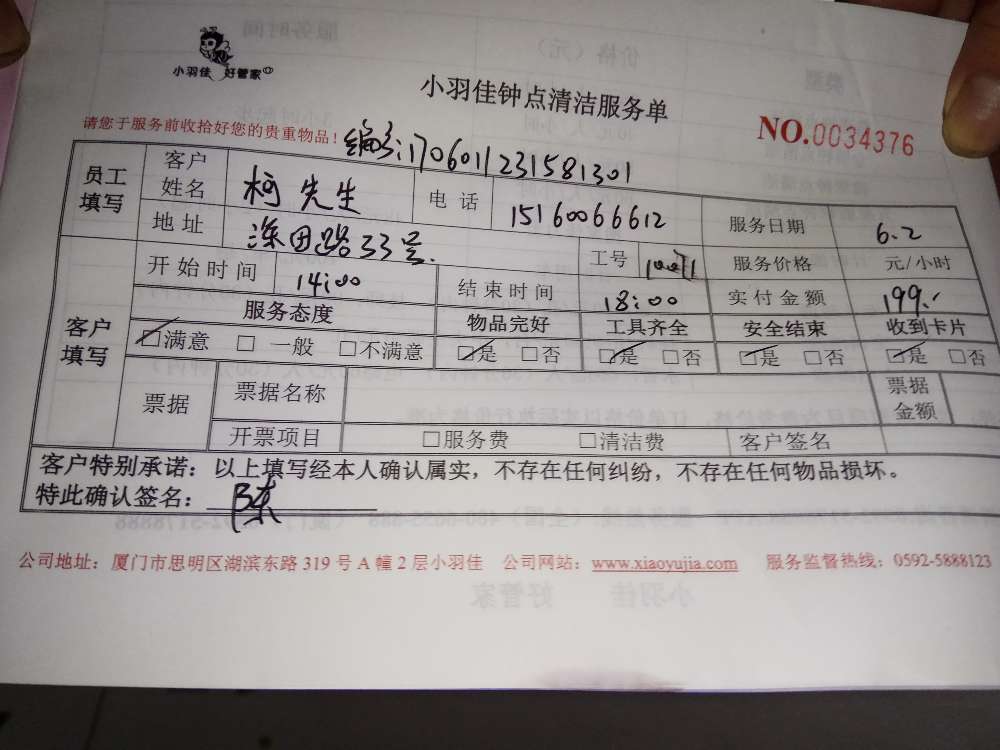 小羽佳 好管家
小羽佳钟点清洁服务单
NO.0034376
请您于服务前收拾好您的贵重物品！
编号：1706011231581301
员工填写 客户姓名 柯先生 电话 15160066612 服务日期 6.2
地址 深田路33号. 工号 服务价格 元/小时
客户填写 开始时间 14:00 结束时间 18:00 实付金额 199.
服务态度 物品完好 工具齐全 安全结束 收到卡片
☑满意 □一般 □不满意 ☑是 □否 ☑是 □否 ☑是 □否 ☑是 □否
票据 票据名称 票据金额
开票项目 □服务费 □清洁费 客户签名
客户特别承诺：以上填写经本人确认属实，不存在任何纠纷，不存在任何物品损坏。
特此确认签名： 陈
公司地址：厦门市思明区湖滨东路 319 号 A 幢 2 层小羽佳 公司网站：www.xiaoyujia.com 服务监督热线：0592-5888123